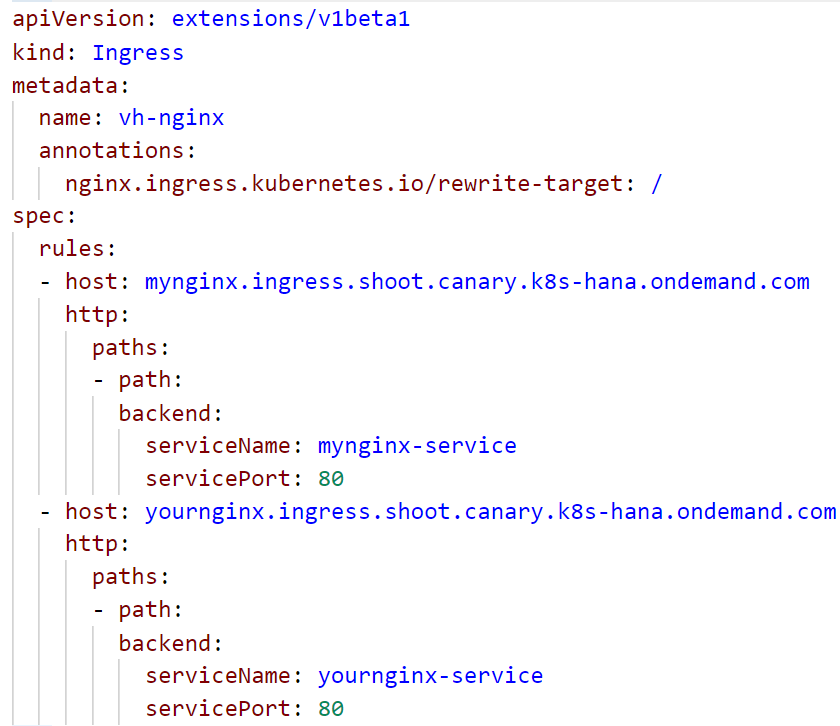 apiVersion: extensions/v1beta1
kind: Ingress
metadata:
  name: vh-nginx
  annotations:
    nginx.ingress.kubernetes.io/rewrite-target: /
spec:
  rules:
  - host: mynginx.ingress.shoot.canary.k8s-hana.ondemand.com
    http:
      paths:
      - path:
        backend:
          serviceName: mynginx-service
          servicePort: 80
  - host: yournginx.ingress.shoot.canary.k8s-hana.ondemand.com
    http:
      paths:
      - path:
        backend:
          serviceName: yournginx-service
          servicePort: 80